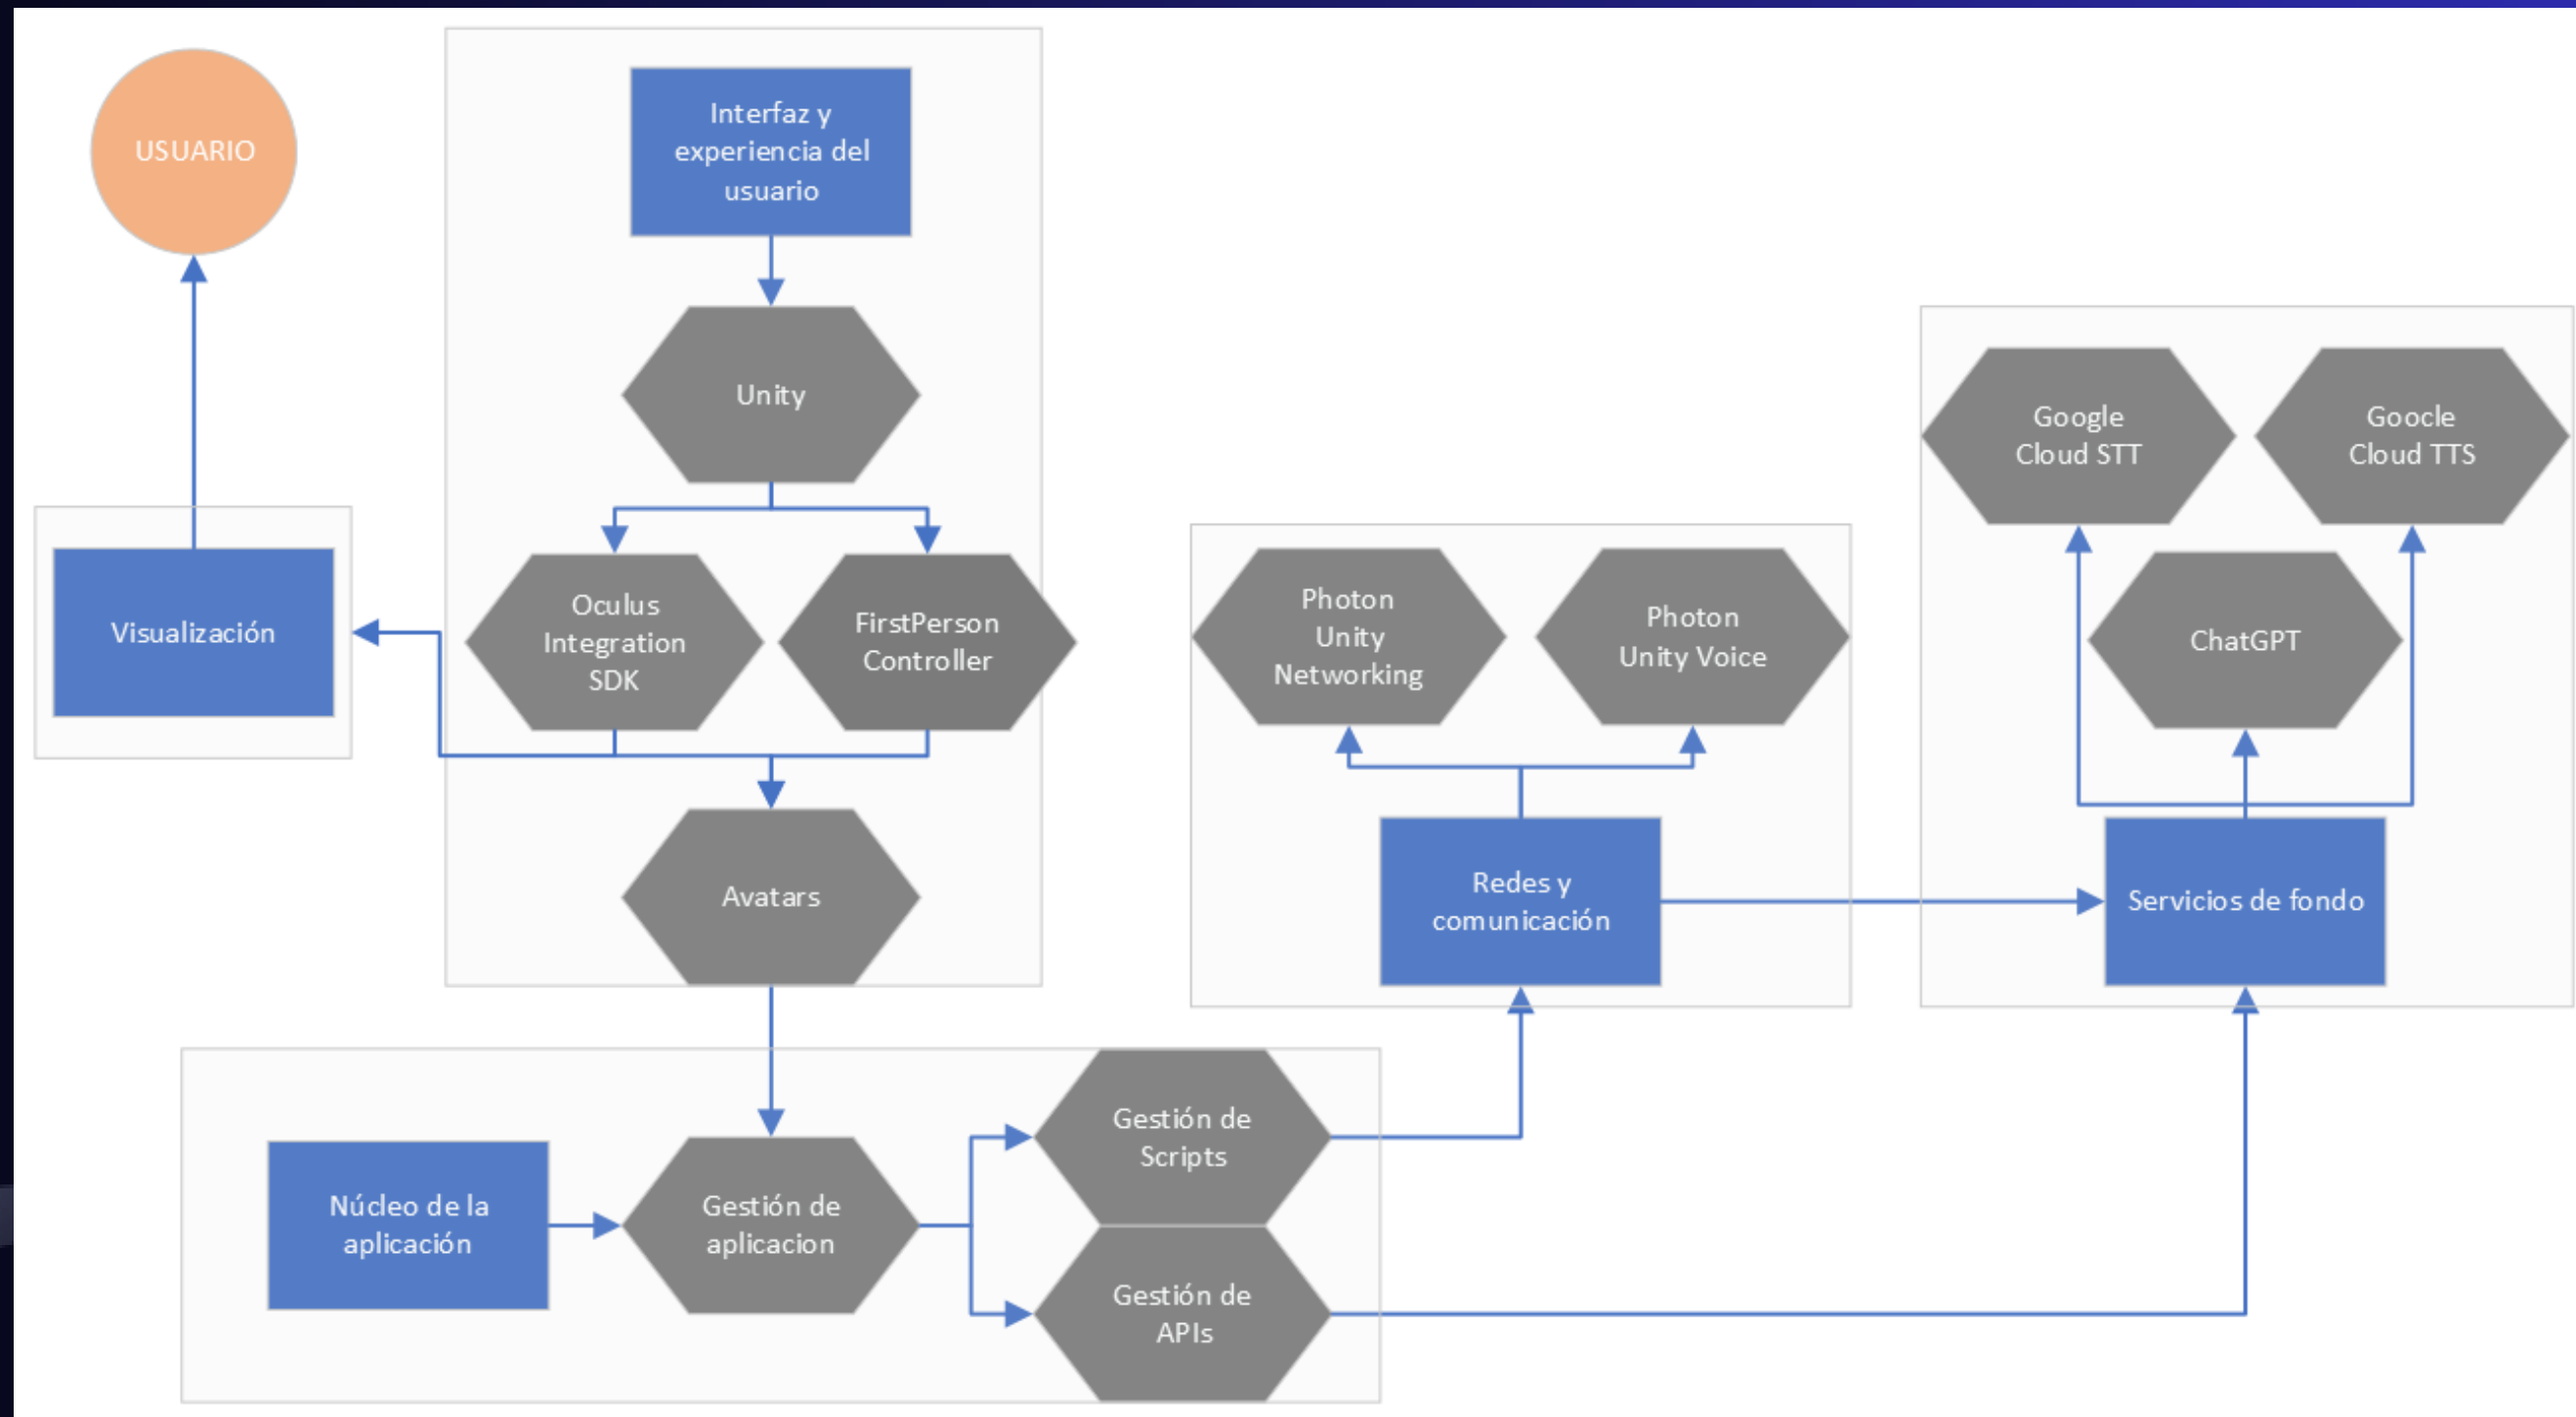 USUARIO
Interfaz y
experiencia del
usuario
Unity
Visualización
Oculus
Integration
SDK
FirstPerson
Controller
Avatars
Photon
Unity
Networking
Photon
Unity Voice
Redes y
comunicación
Google
Cloud STT
Goocle
Cloud TTS
ChatGPT
Servicios de fondo
Núcleo de la
aplicación
Gestión de
aplicacion
Gestión de
Scripts
Gestión de
APIs